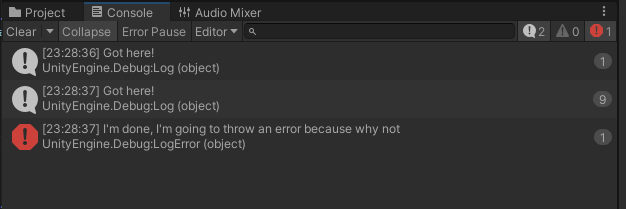 Project Console Audio Mixer
Clear Collapse Error Pause Editor 2 0 1
[23:28:36] Got here!
UnityEngine.Debug:Log (object)
1
[23:28:37] Got here!
UnityEngine.Debug:Log (object)
9
[23:28:37] I'm done, I'm going to throw an error because why not
UnityEngine.Debug:LogError (object)
1